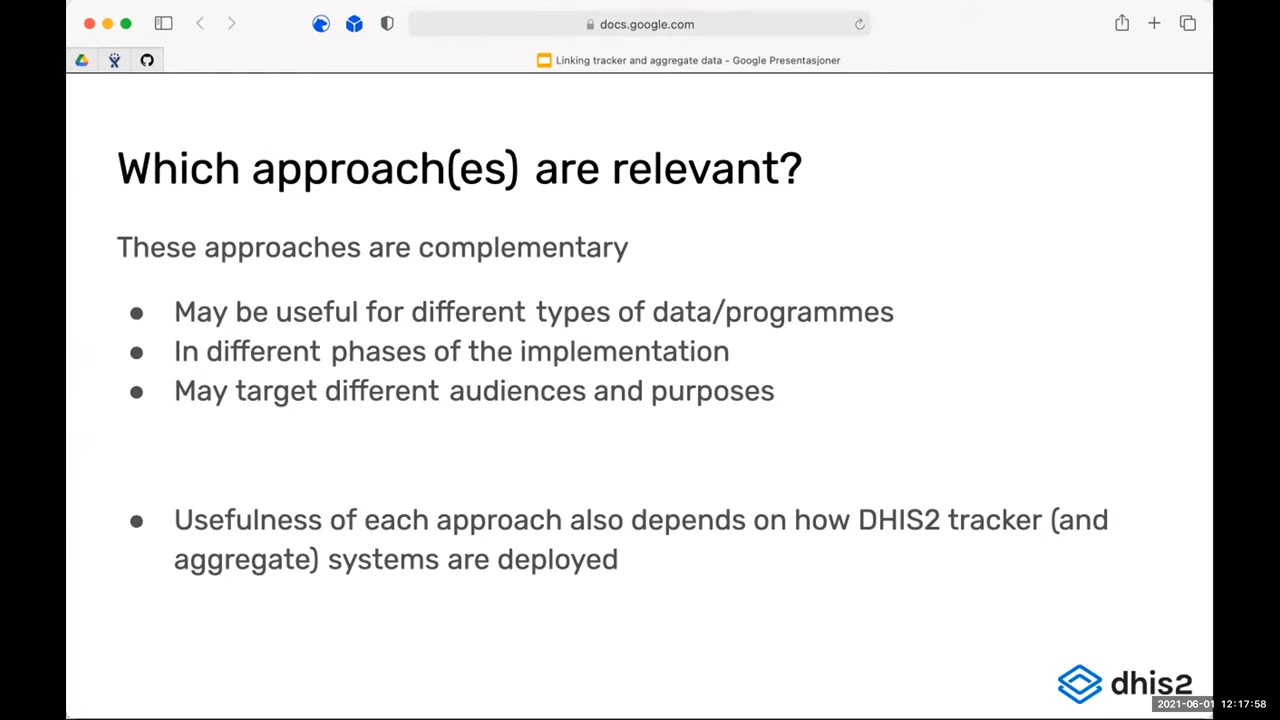 docs.google.com
Linking tracker and aggregate data - Google Presentasjoner
Which approach(es) are relevant?
These approaches are complementary
● May be useful for different types of data/programmes
● In different phases of the implementation
● May target different audiences and purposes
● Usefulness of each approach also depends on how DHIS2 tracker (and
aggregate) systems are deployed
dhis2
2021-06-01 12:17:58